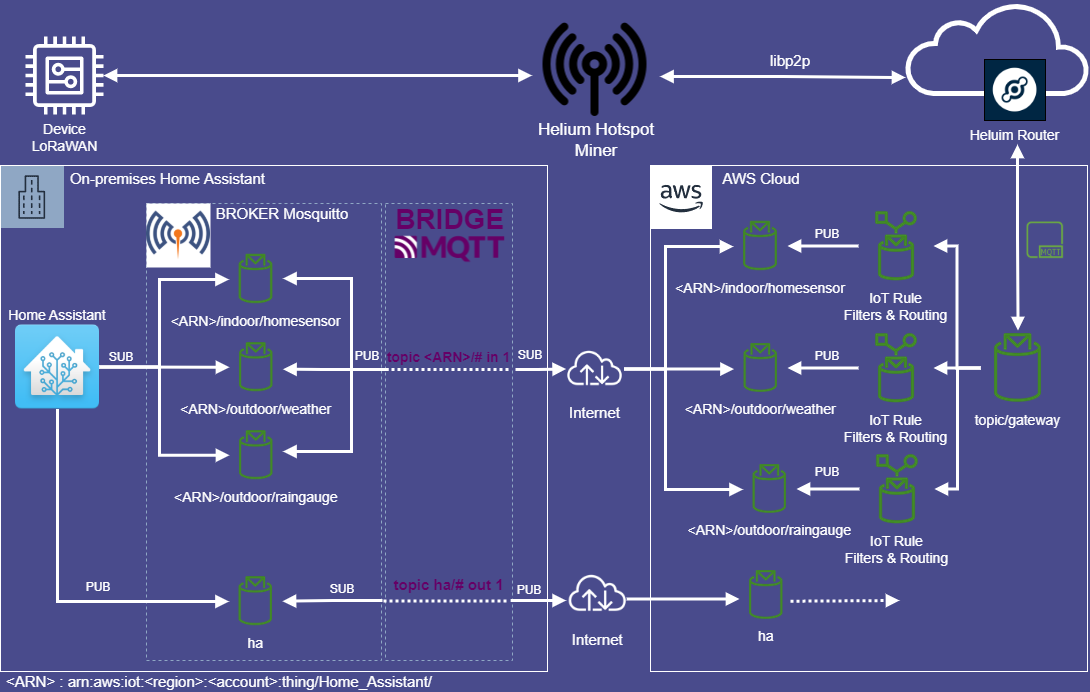 libp2p
Device
LoRaWAN
Helium Hotspot
Miner
Heluim Router
On-premises Home Assistant
BROKER Mosquitto
BRIDGE
MQTT
aws
AWS Cloud
MQTT
PUB
<ARN>/indoor/homesensor
IoT Rule
Filters & Routing
Home Assistant
<ARN>/indoor/homesensor
SUB
PUB
topic <ARN>/# in 1
SUB
PUB
<ARN>/outdoor/weather
Internet
<ARN>/outdoor/weather
IoT Rule
Filters & Routing
topic/gateway
PUB
<ARN>/outdoor/raingauge
<ARN>/outdoor/raingauge
IoT Rule
Filters & Routing
PUB
SUB
topic ha/# out 1
PUB
ha
Internet
ha
<ARN> : arn:aws:iot:<region>:<account>:thing/Home_Assistant/